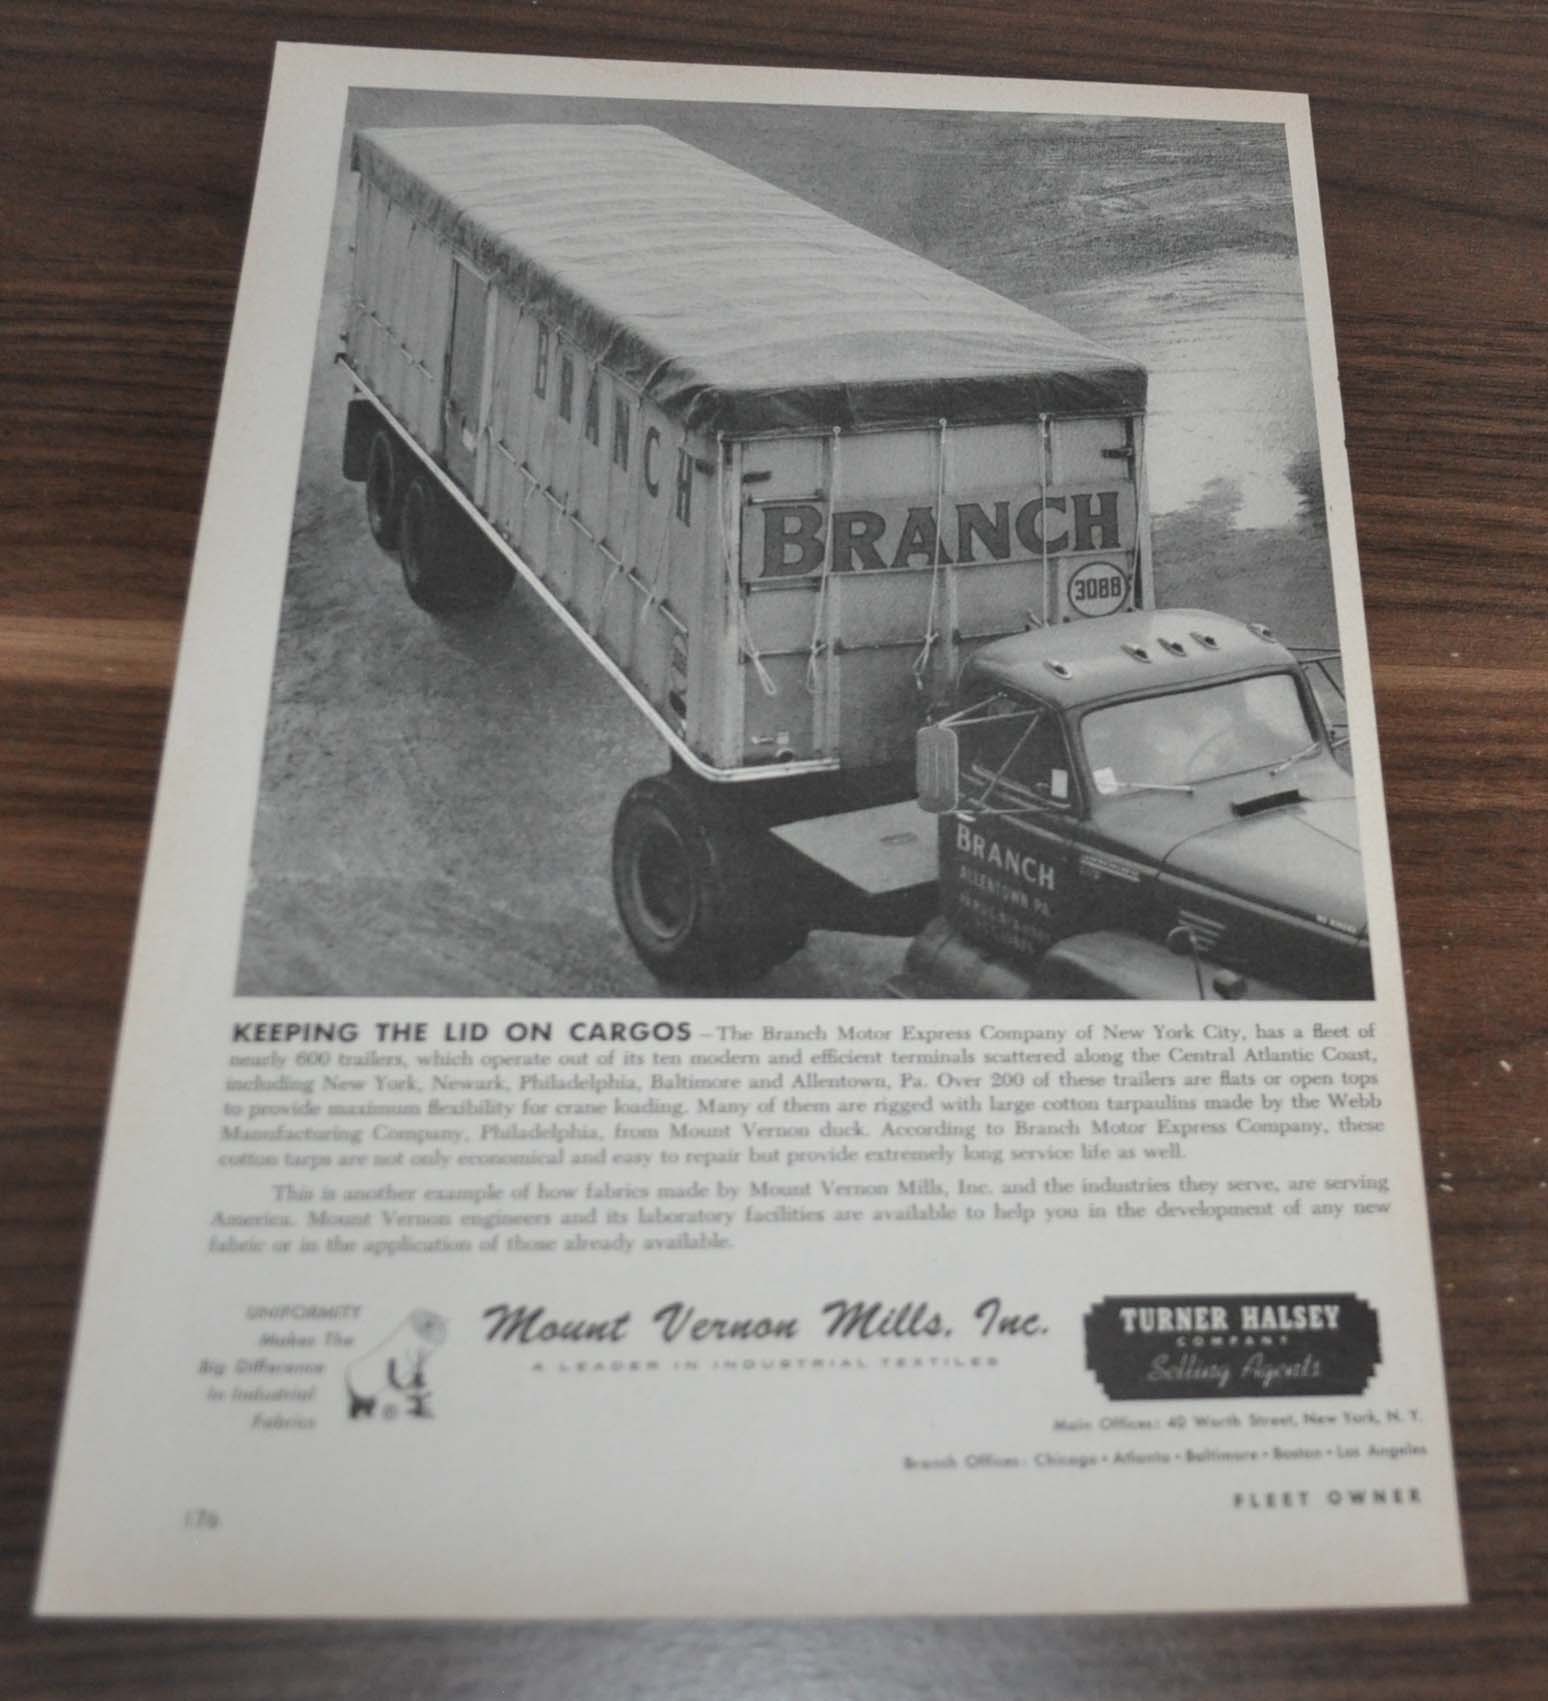 BRANCH
BRANCH
3088
BRANCH
ALLENTOWN PA.
KEEPING THE LID ON CARGOS – The Branch Motor Express Company of New York City, has a fleet of
nearly 600 trailers, which operate out of its ten modern and efficient terminals scattered along the Central Atlantic Coast,
including New York, Newark, Philadelphia, Baltimore and Allentown, Pa. Over 200 of these trailers are flats or open tops
to provide maximum flexibility for crane loading. Many of them are rigged with large cotton tarpaulins made by the Webb
Manufacturing Company, Philadelphia, from Mount Vernon duck. According to Branch Motor Express Company, these
cotton tarps are not only economical and easy to repair but provide extremely long service life as well.
This is another example of how fabrics made by Mount Vernon Mills, Inc. and the industries they serve, are serving
America. Mount Vernon engineers and its laboratory facilities are available to help you in the development of any new
fabric or in the application of those already available.
UNIFORMITY
Makes The
Big Difference
In Industrial
Fabrics
Mount Vernon Mills, Inc.
A LEADER IN INDUSTRIAL TEXTILES
TURNER HALSEY
COMPANY
Selling Agents
Main Offices: 40 Worth Street, New York, N. Y.
Branch Offices: Chicago • Atlanta • Baltimore • Boston • Los Angeles
FLEET OWNER